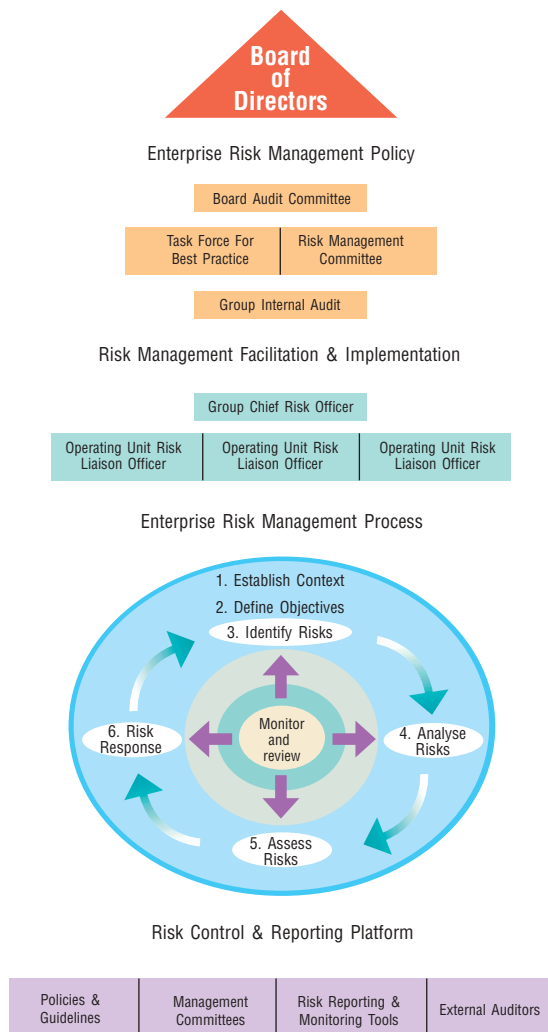 Board
of
Directors
Enterprise Risk Management Policy
Board Audit Committee
Task Force For
Best Practice
Risk Management
Committee
Group Internal Audit
Risk Management Facilitation & Implementation
Group Chief Risk Officer
Operating Unit Risk
Liaison Officer
Operating Unit Risk
Liaison Officer
Operating Unit Risk
Liaison Officer
Enterprise Risk Management Process
1. Establish Context
2. Define Objectives
3. Identify Risks
4. Analyse
Risks
Monitor
and
review
6. Risk
Response
5. Assess
Risks
Risk Control & Reporting Platform
Policies &
Guidelines
Management
Committees
Risk Reporting &
Monitoring Tools
External Auditors